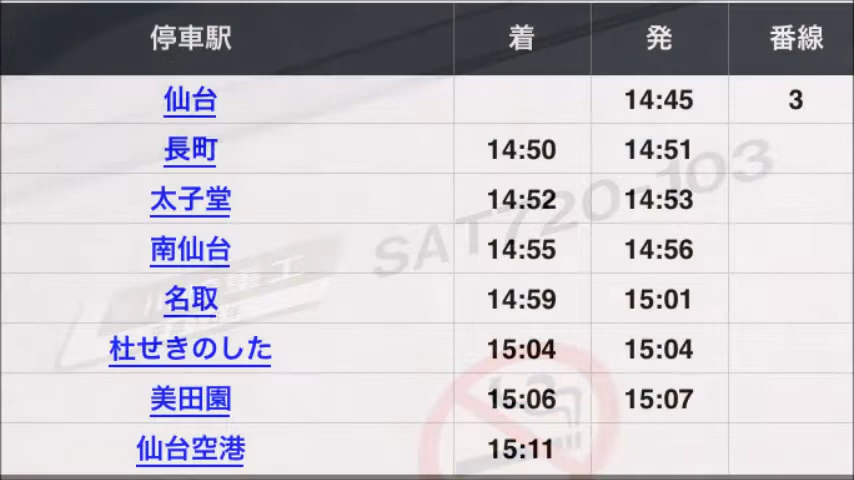 停車駅 着 発 番線
仙台 14:45 3
長町 14:50 14:51
太子堂 14:52 14:53
南仙台 14:55 14:56
名取 14:59 15:01
杜せきのした 15:04 15:04
美田園 15:06 15:07
仙台空港 15:11
SAT720-103